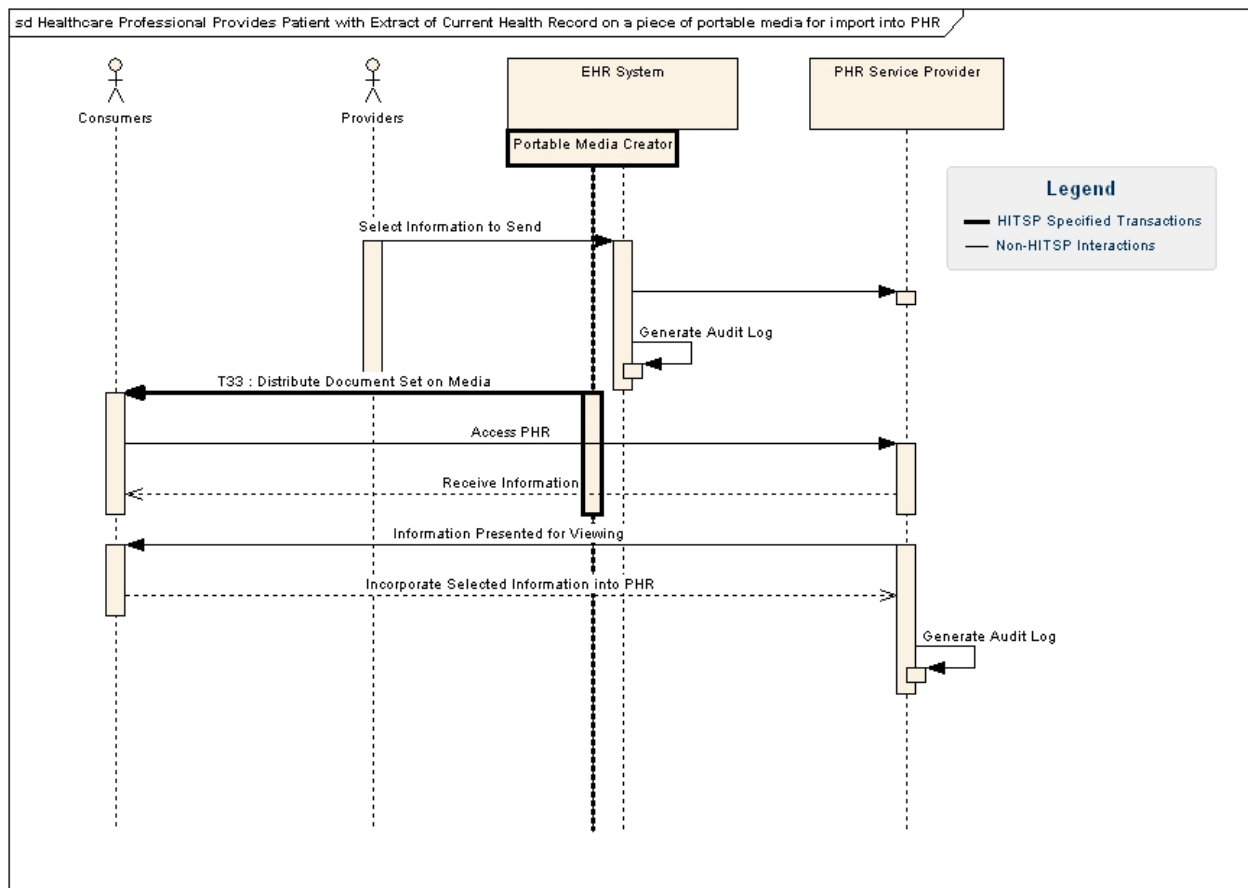 sd Healthcare Professional Provides Patient with Extract of Current Health Record on a piece of portable media for import into PHR
Consumers
Providers
EHR System
PHR Service Provider
Portable Media Creator
Legend
HITSP Specified Transactions
Non-HITSP Interactions
Select Information to Send
Generate Audit Log
T33 : Distribute Document Set on Media
Access PHR
Receive Information
Information Presented for Viewing
Incorporate Selected Information into PHR
Generate Audit Log